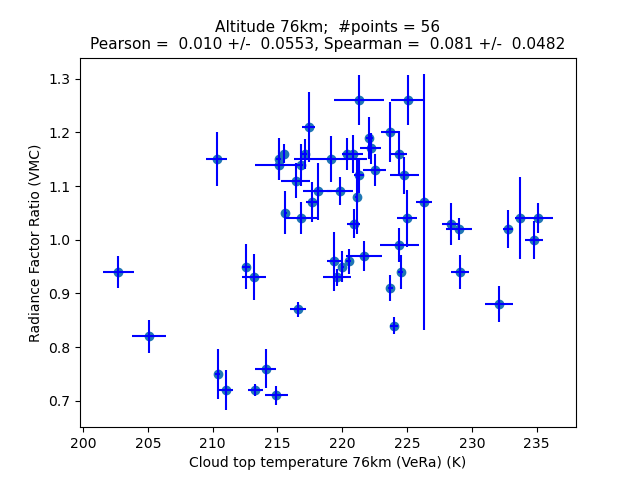 Altitude 76km;  #points = 56
Pearson =  0.010 +/-  0.0553, Spearman =  0.081 +/-  0.0482
1.3
1.2
1.1
1.0
0.9
0.8
0.7
Radiance Factor Ratio (VMC)
200 205 210 215 220 225 230 235
Cloud top temperature 76km (VeRa) (K)